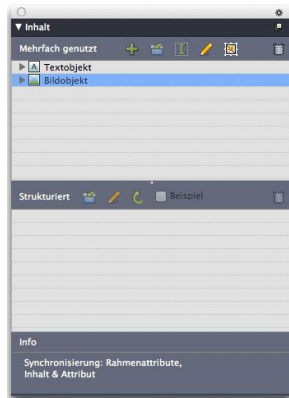 Inhalt
Mehrfach genutzt
A Textobjekt
Bildobjekt
Strukturiert Beispiel
Info
Synchronisierung: Rahmenattribute,
Inhalt & Attribut